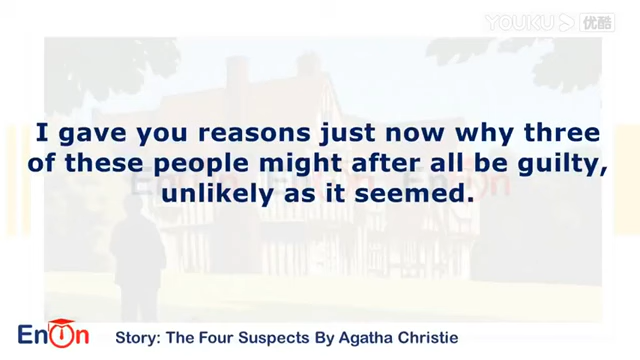 YOUKU 优酷
I gave you reasons just now why three
of these people might after all be guilty,
unlikely as it seemed.
EnOn
Story: The Four Suspects By Agatha Christie